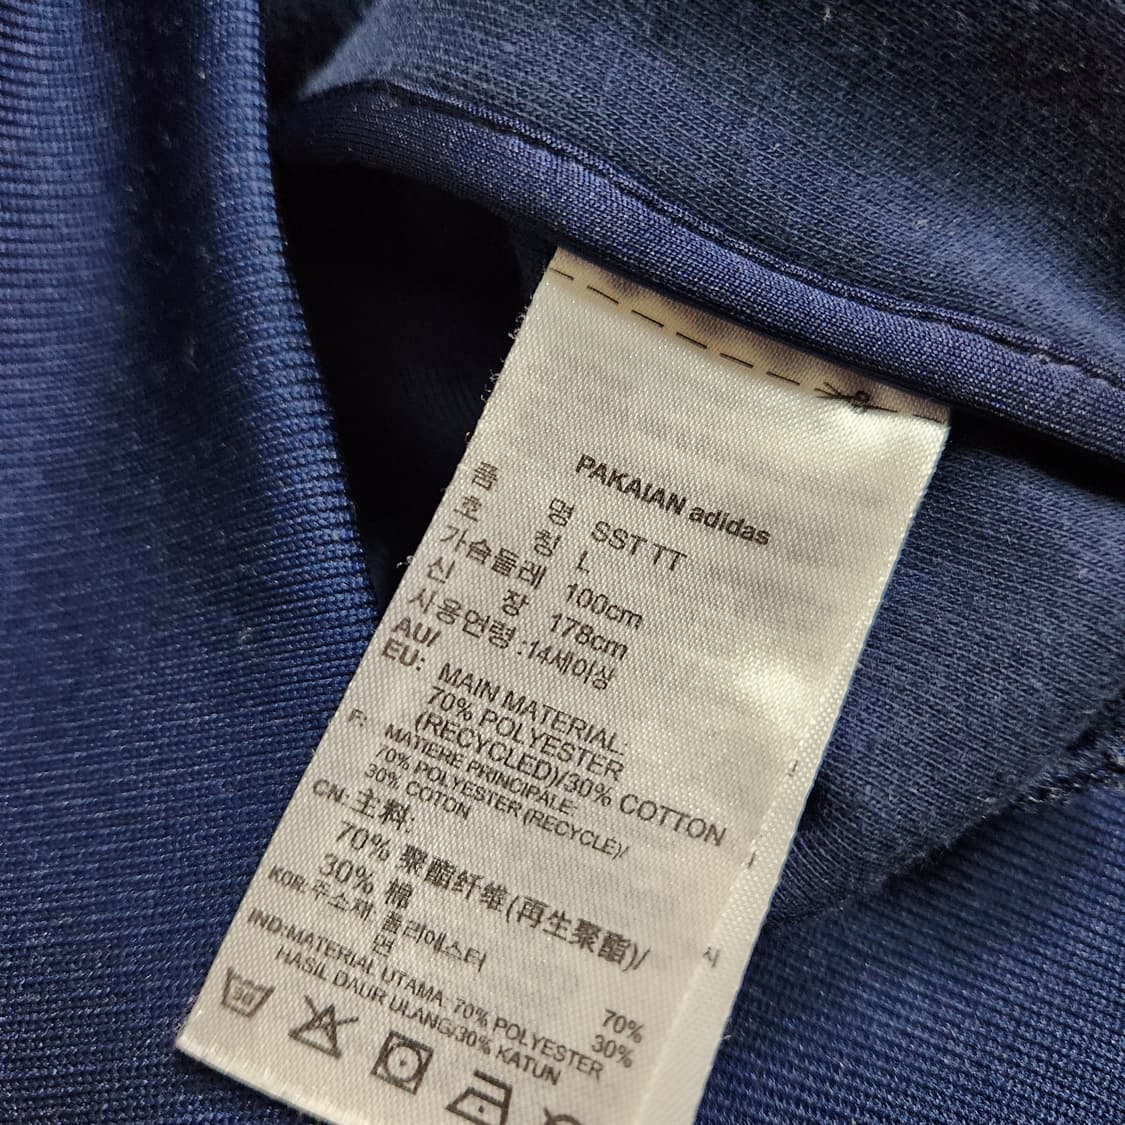 PAKAIAN adidas
품 명 SST TT
호 칭 L
가슴둘레 100cm
신 장 178cm
사용연령 :14세이상
AU/
EU: MAIN MATERIAL:
70% POLYESTER
(RECYCLED)/30% COTTON
F: MATIERE PRINCIPALE:
70% POLYESTER (RECYCLE)/
30% COTTON
CN: 主料:
70% 聚酯纤维(再生聚酯)/
30% 棉
KOR: 주소재: 폴리에스터 70%
면 30%
IND: MATERIAL UTAMA: 70% POLYESTER
HASIL DAUR ULANG/30% KATUN
30